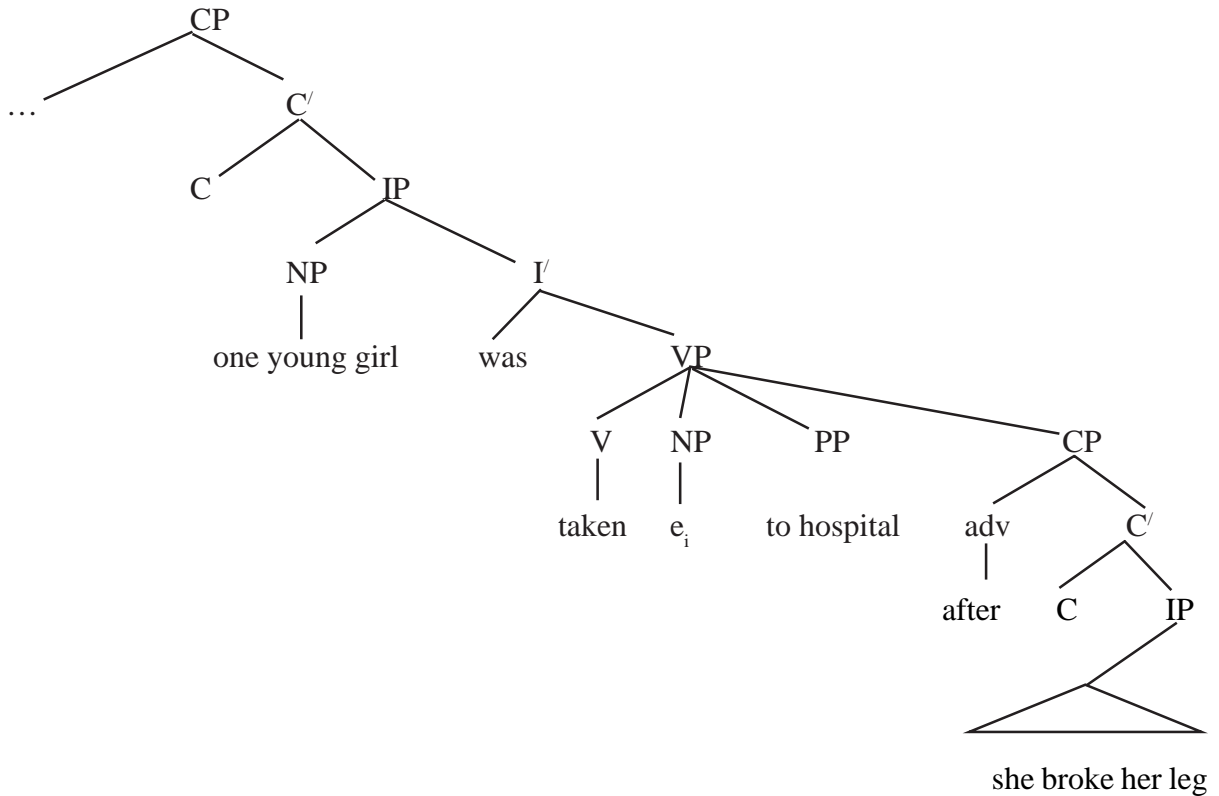 CP
… C/
C IP
NP I/
one young girl was VP
V NP PP CP
taken ei to hospital adv C/
after C IP
she broke her leg